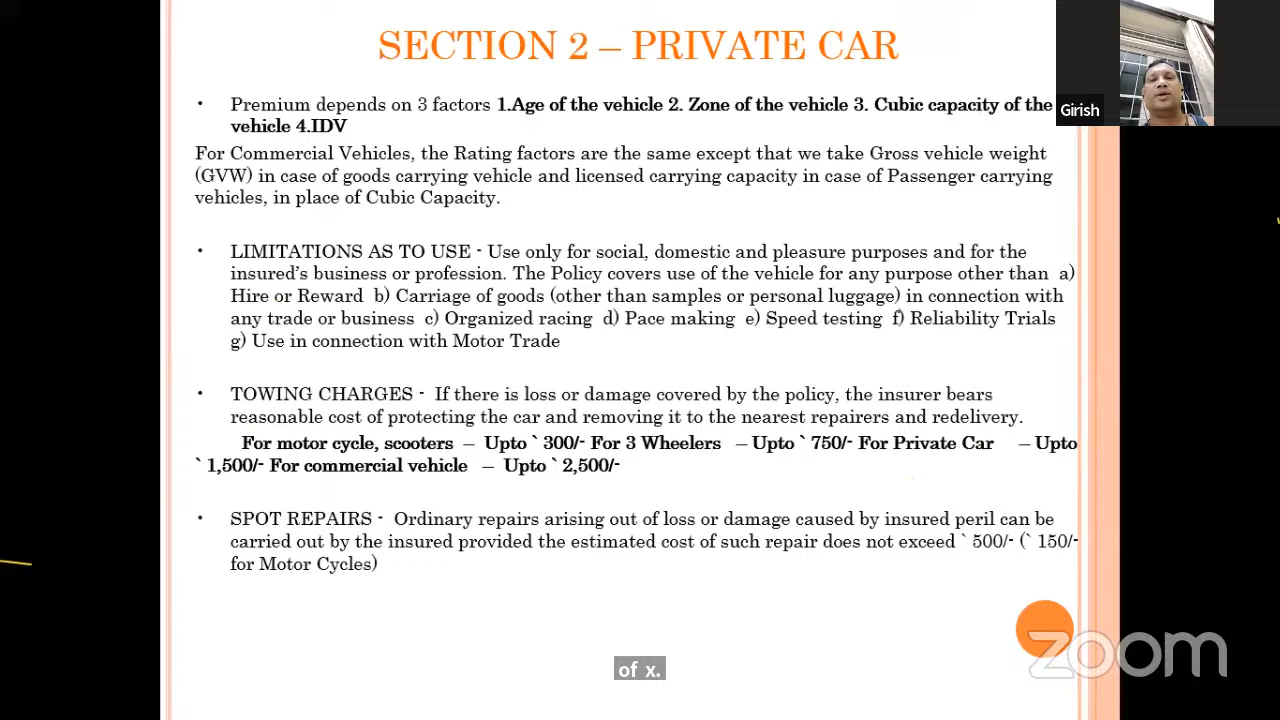 SECTION 2 – PRIVATE CAR
Girish
• Premium depends on 3 factors 1.Age of the vehicle 2. Zone of the vehicle 3. Cubic capacity of the
vehicle 4.IDV
For Commercial Vehicles, the Rating factors are the same except that we take Gross vehicle weight
(GVW) in case of goods carrying vehicle and licensed carrying capacity in case of Passenger carrying
vehicles, in place of Cubic Capacity.
• LIMITATIONS AS TO USE - Use only for social, domestic and pleasure purposes and for the
insured's business or profession. The Policy covers use of the vehicle for any purpose other than a)
Hire or Reward b) Carriage of goods (other than samples or personal luggage) in connection with
any trade or business c) Organized racing d) Pace making e) Speed testing f) Reliability Trials
g) Use in connection with Motor Trade
• TOWING CHARGES - If there is loss or damage covered by the policy, the insurer bears
reasonable cost of protecting the car and removing it to the nearest repairers and redelivery.
For motor cycle, scooters – Upto ` 300/- For 3 Wheelers – Upto ` 750/- For Private Car – Upto
` 1,500/- For commercial vehicle – Upto ` 2,500/-
• SPOT REPAIRS - Ordinary repairs arising out of loss or damage caused by insured peril can be
carried out by the insured provided the estimated cost of such repair does not exceed ` 500/- (` 150/-
for Motor Cycles)
zoom
of x.